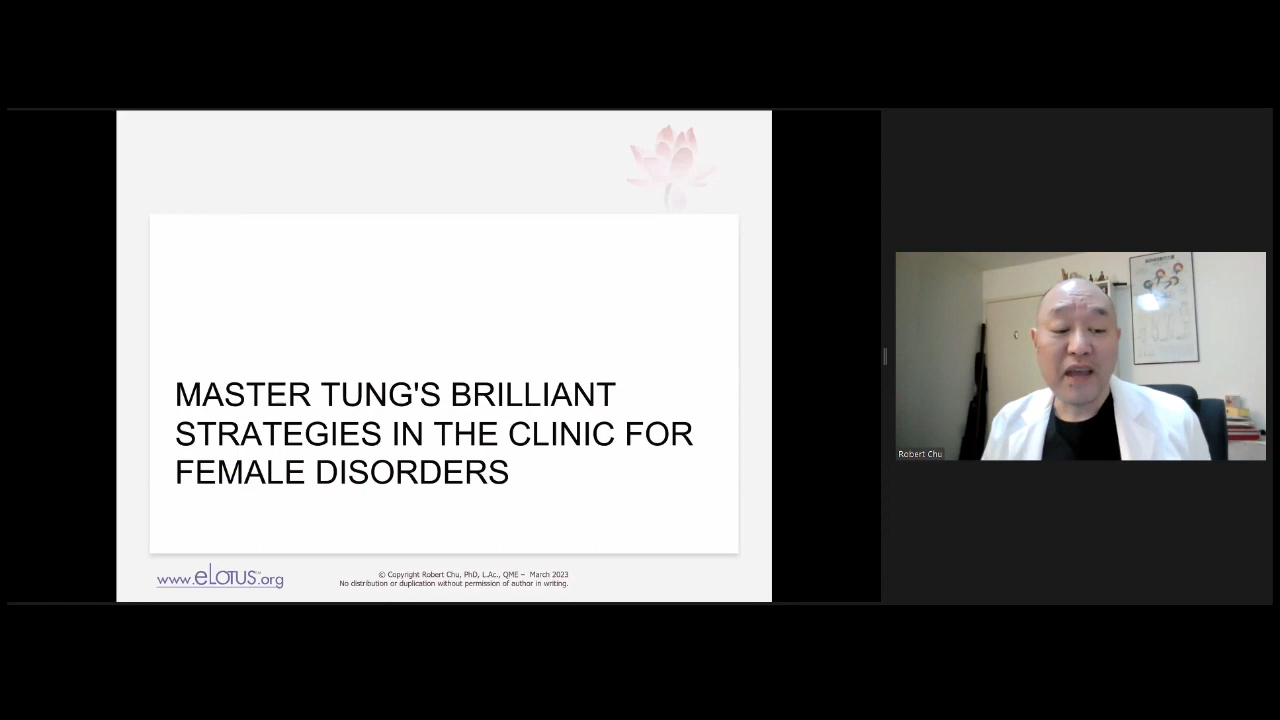 MASTER TUNG'S BRILLIANT
STRATEGIES IN THE CLINIC FOR
FEMALE DISORDERS
www.eLOTUS.org
© Copyright Robert Chu, PhD, L.Ac., QME – March 2023
No distribution or duplication without permission of author in writing.
Robert Chu